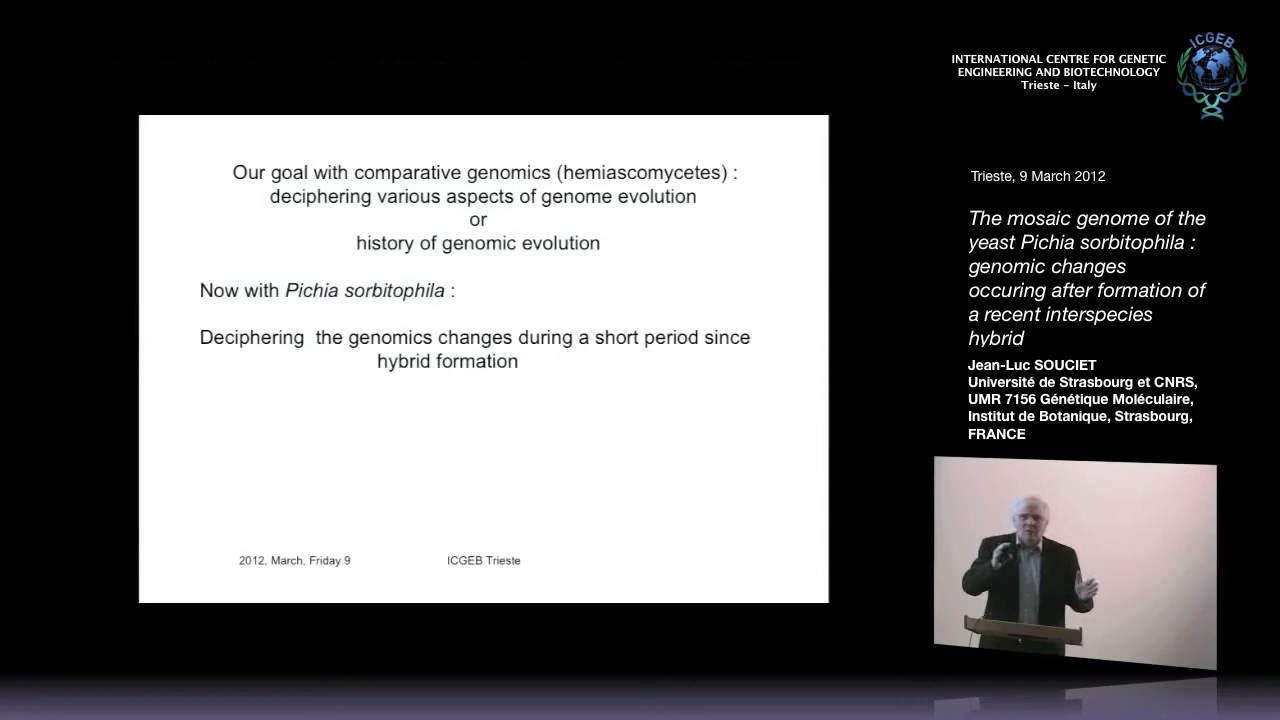 ICGEB
INTERNATIONAL CENTRE FOR GENETIC
ENGINEERING AND BIOTECHNOLOGY
Trieste - Italy
Our goal with comparative genomics (hemiascomycetes) :
deciphering various aspects of genome evolution
or
history of genomic evolution
Now with Pichia sorbitophila :
Deciphering the genomics changes during a short period since
hybrid formation
2012, March, Friday 9
ICGEB Trieste
Trieste, 9 March 2012
The mosaic genome of the
yeast Pichia sorbitophila :
genomic changes
occuring after formation of
a recent interspecies
hybrid
Jean-Luc SOUCIET
Université de Strasbourg et CNRS,
UMR 7156 Génétique Moléculaire,
Institut de Botanique, Strasbourg,
FRANCE